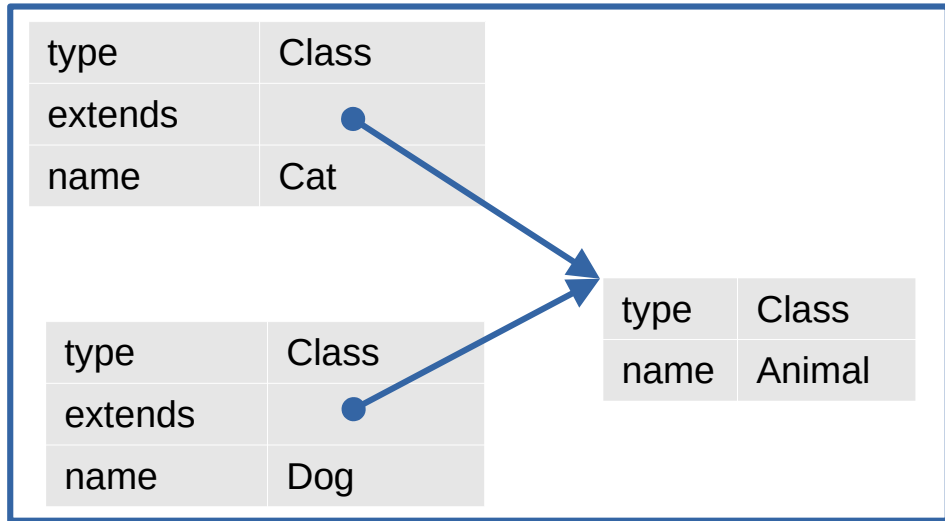 type Class
extends
name Cat
type Class
name Animal
type Class
extends
name Dog